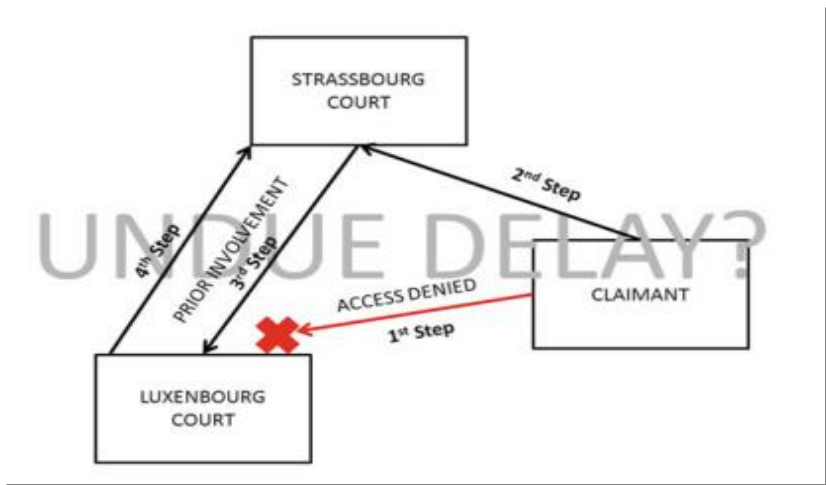 STRASSBOURG
COURT
2nd Step
4th Step
PRIOR INVOLVEMENT
3rd Step
UNDUE DELAY?
CLAIMANT
ACCESS DENIED
1st Step
LUXENBOURG
COURT